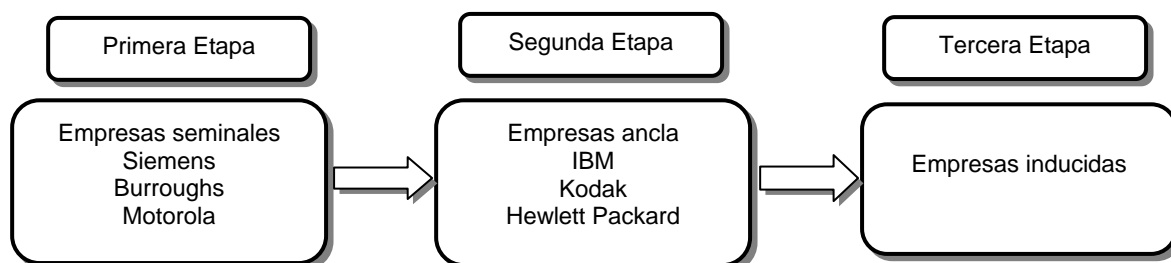 Primera Etapa
Segunda Etapa
Tercera Etapa
Empresas seminales
Siemens
Burroughs
Motorola
Empresas ancla
IBM
Kodak
Hewlett Packard
Empresas inducidas